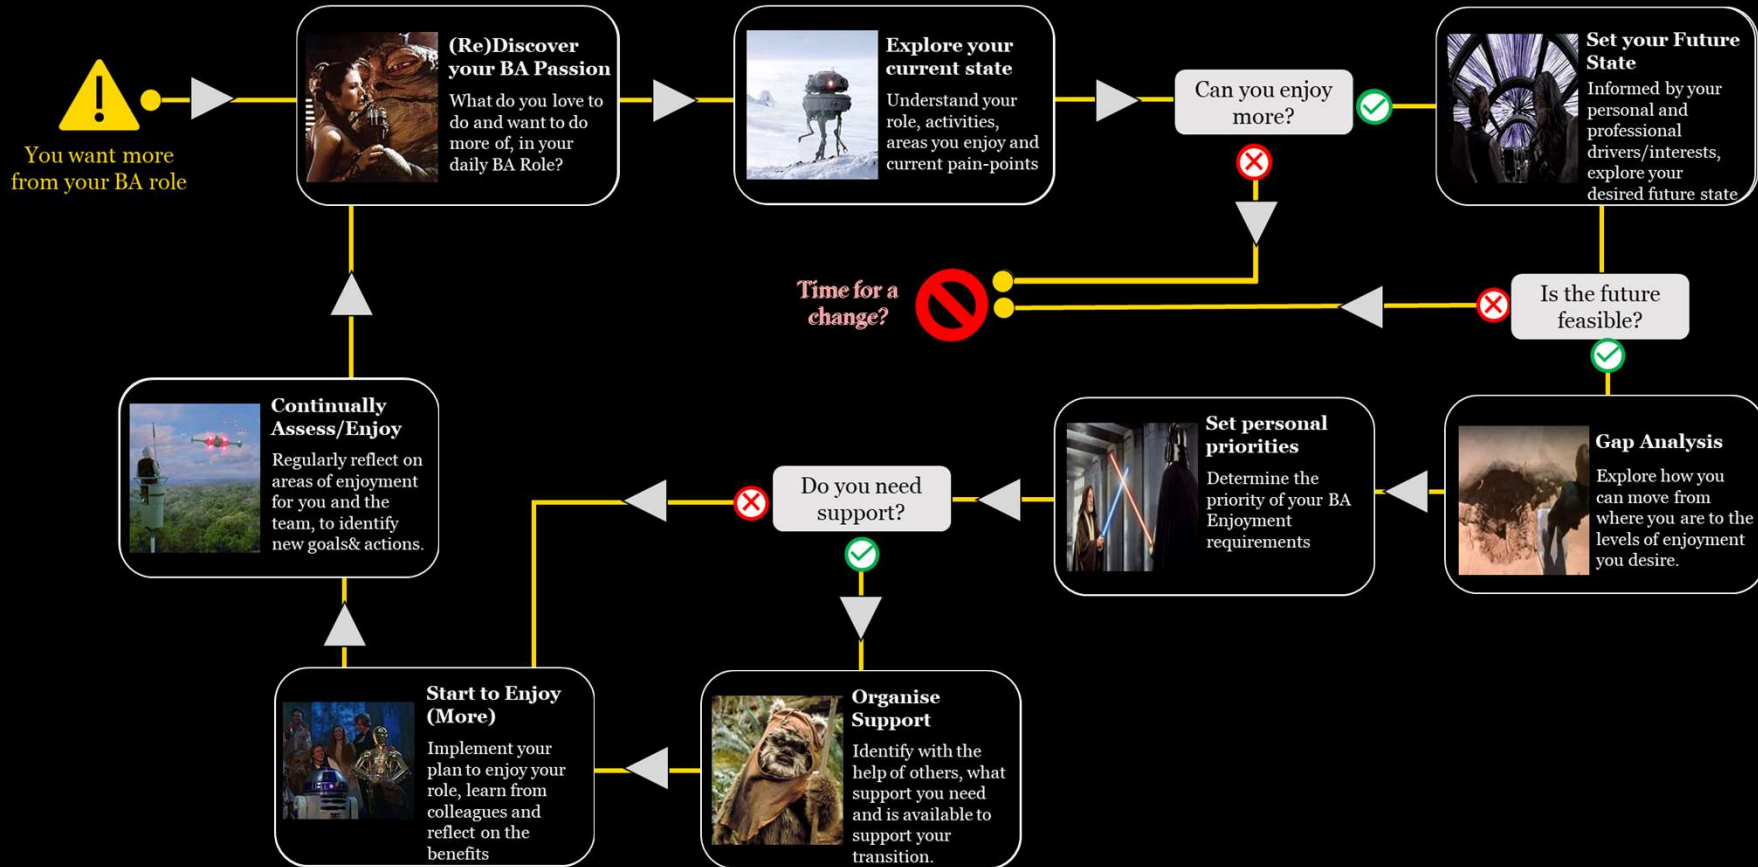 You want more
from your BA role
(Re)Discover
your BA Passion
What do you love to
do and want to do
more of, in your
daily BA Role?
Explore your
current state
Understand your
role, activities,
areas you enjoy and
current pain-points
Can you enjoy
more?
Set your Future
State
Informed by your
personal and
professional
drivers/interests,
explore your
desired future state
Time for a
change?
Is the future
feasible?
Gap Analysis
Explore how you
can move from
where you are to the
levels of enjoyment
you desire.
Set personal
priorities
Determine the
priority of your BA
Enjoyment
requirements
Do you need
support?
Organise
Support
Identify with the
help of others, what
support you need
and is available to
support your
transition.
Start to Enjoy
(More)
Implement your
plan to enjoy your
role, learn from
colleagues and
reflect on the
benefits
Continually
Assess/Enjoy
Regularly reflect on
areas of enjoyment
for you and the
team, to identify
new goals& actions.